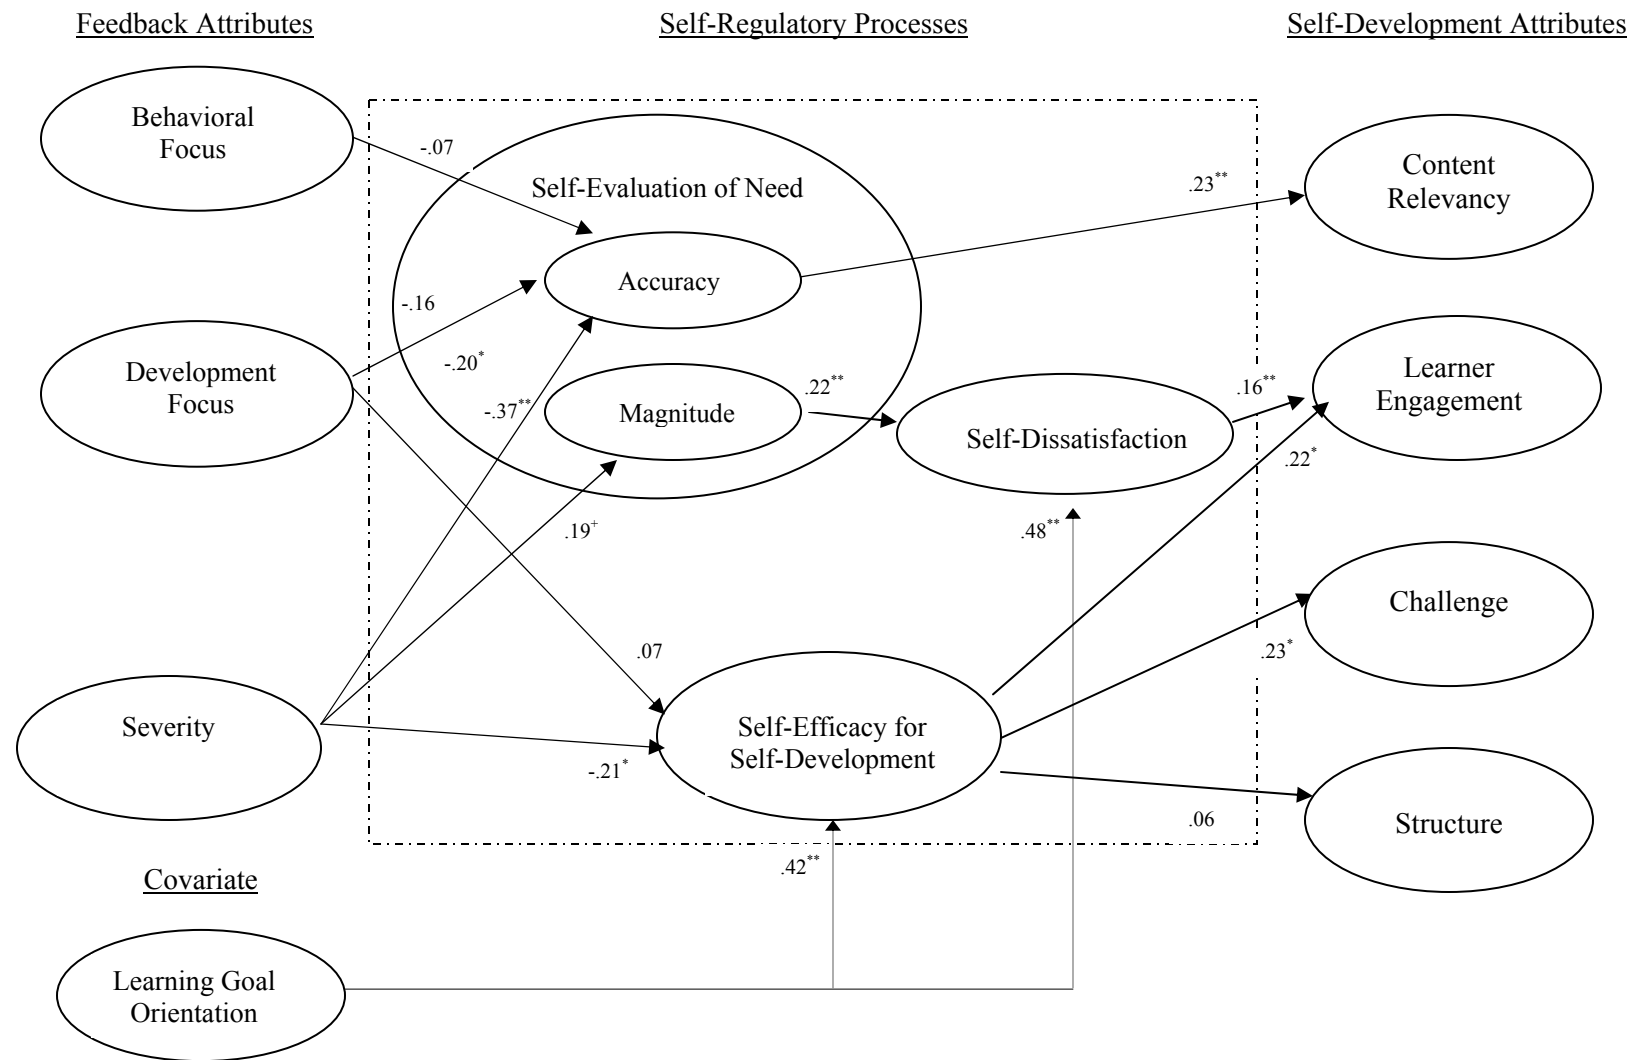 Feedback Attributes
Self-Regulatory Processes
Self-Development Attributes
Behavioral
Focus
-.07
Self-Evaluation of Need
.23**
Content
Relevancy
Accuracy
-.16
-.20*
Development
Focus
-.37**
Magnitude
.22**
Self-Dissatisfaction
.16**
Learner
Engagement
.22*
.19+
.48**
Challenge
.07
.23*
Severity
Self-Efficacy for
Self-Development
-.21*
.06
Structure
.42**
Covariate
Learning Goal
Orientation